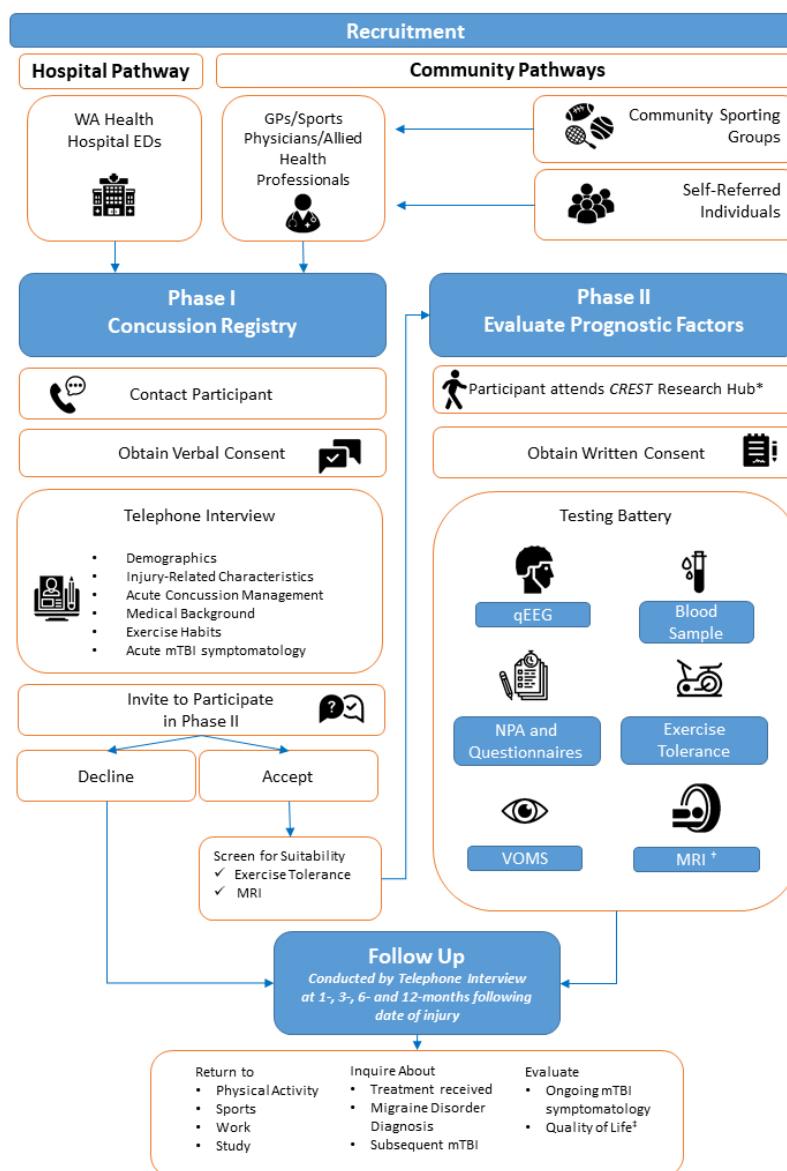 Recruitment
Hospital Pathway
Community Pathways
WA Health
Hospital EDs
GPs/Sports
Physicians/Allied
Health
Professionals
Community Sporting
Groups
Self-Referred
Individuals
Phase I
Concussion Registry
Contact Participant
Obtain Verbal Consent
Telephone Interview
• Demographics
• Injury-Related Characteristics
• Acute Concussion Management
• Medical Background
• Exercise Habits
• Acute mTBI symptomatology
Invite to Participate
in Phase II
Decline
Accept
Screen for Suitability
✓ Exercise Tolerance
✓ MRI
Phase II
Evaluate Prognostic Factors
Participant attends CREST Research Hub*
Obtain Written Consent
Testing Battery
qEEG
Blood
Sample
NPA and
Questionnaires
Exercise
Tolerance
VOMS
MRI †
Follow Up
Conducted by Telephone Interview
at 1-, 3-, 6- and 12-months following
date of injury
Return to
• Physical Activity
• Sports
• Work
• Study
Inquire About
• Treatment received
• Migraine Disorder
Diagnosis
• Subsequent mTBI
Evaluate
• Ongoing mTBI
symptomatology
• Quality of Life‡